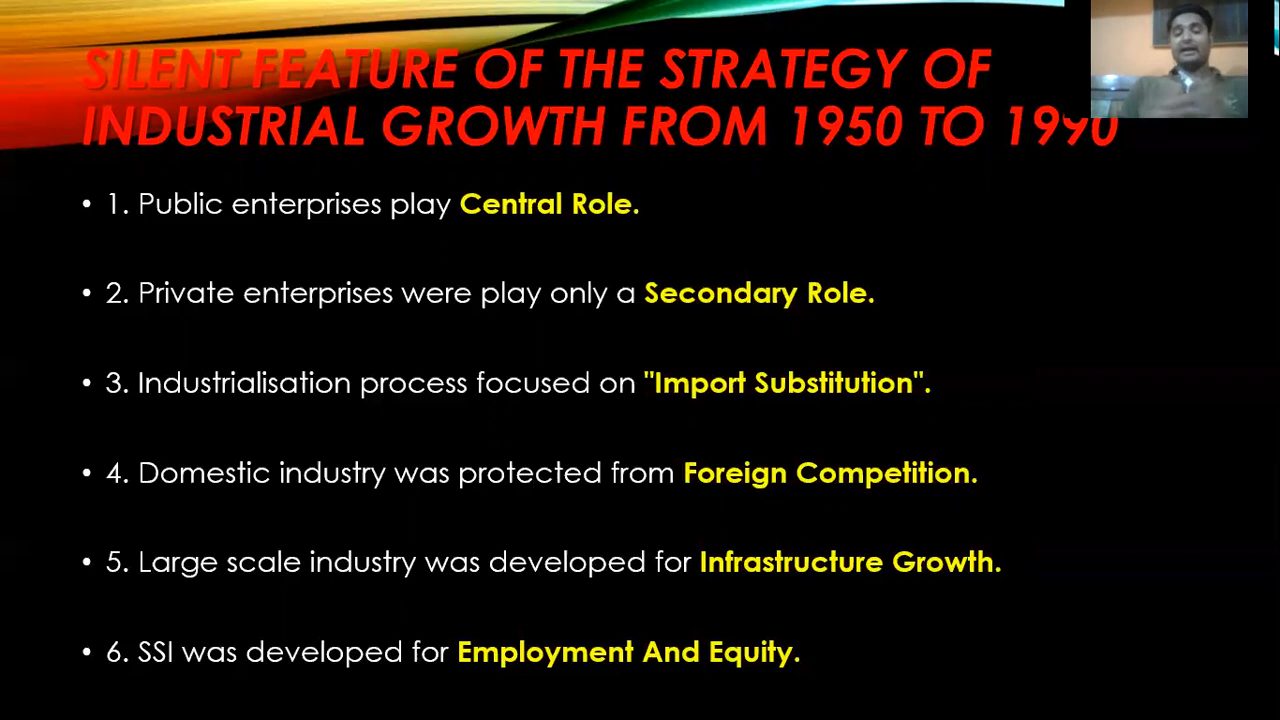 SILENT FEATURE OF THE STRATEGY OF
INDUSTRIAL GROWTH FROM 1950 TO 1990
• 1. Public enterprises play Central Role.
• 2. Private enterprises were play only a Secondary Role.
• 3. Industrialisation process focused on "Import Substitution".
• 4. Domestic industry was protected from Foreign Competition.
• 5. Large scale industry was developed for Infrastructure Growth.
• 6. SSI was developed for Employment And Equity.